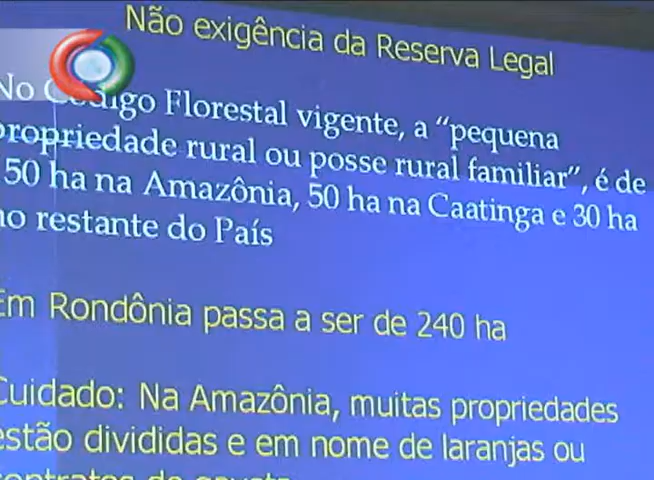 Não exigência da Reserva Legal
No Código Florestal vigente, a “pequena
propriedade rural ou posse rural familiar”, é de
50 ha na Amazônia, 50 ha na Caatinga e 30 ha
no restante do País
Em Rondônia passa a ser de 240 ha
Cuidado: Na Amazônia, muitas propriedades
estão divididas e em nome de laranjas ou